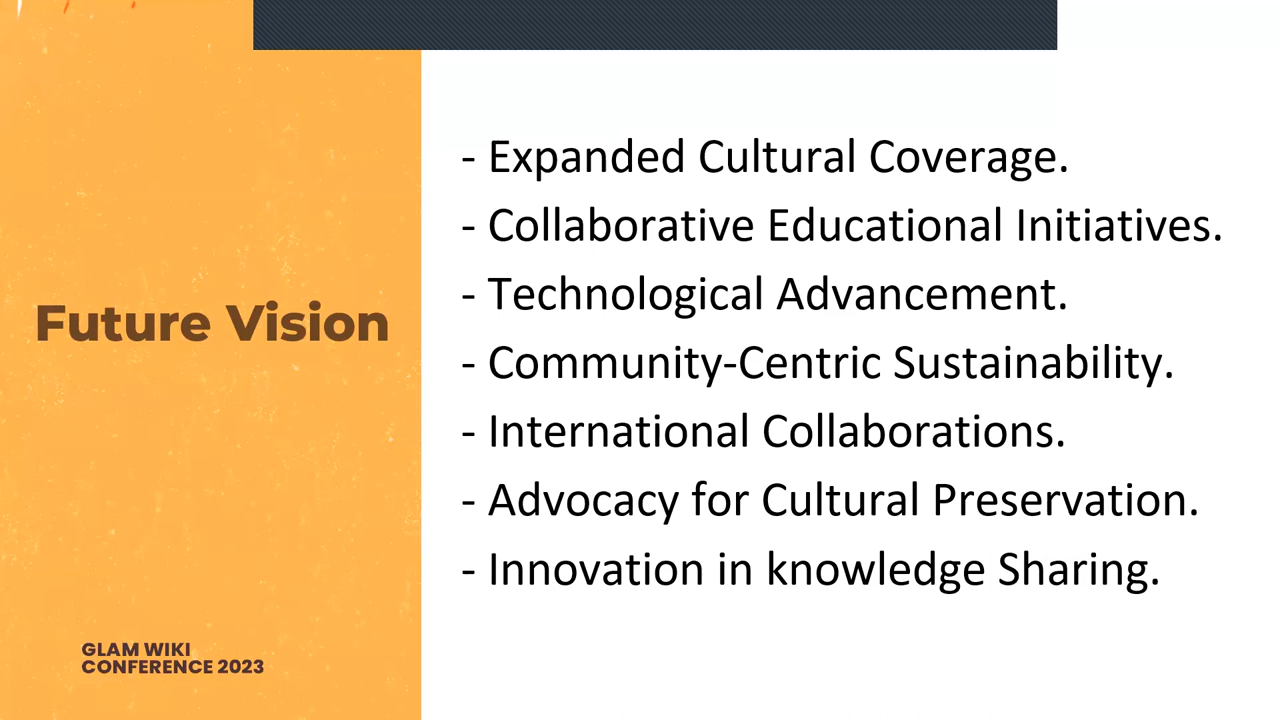 Future Vision
GLAM WIKI
CONFERENCE 2023
- Expanded Cultural Coverage.
- Collaborative Educational Initiatives.
- Technological Advancement.
- Community-Centric Sustainability.
- International Collaborations.
- Advocacy for Cultural Preservation.
- Innovation in knowledge Sharing.